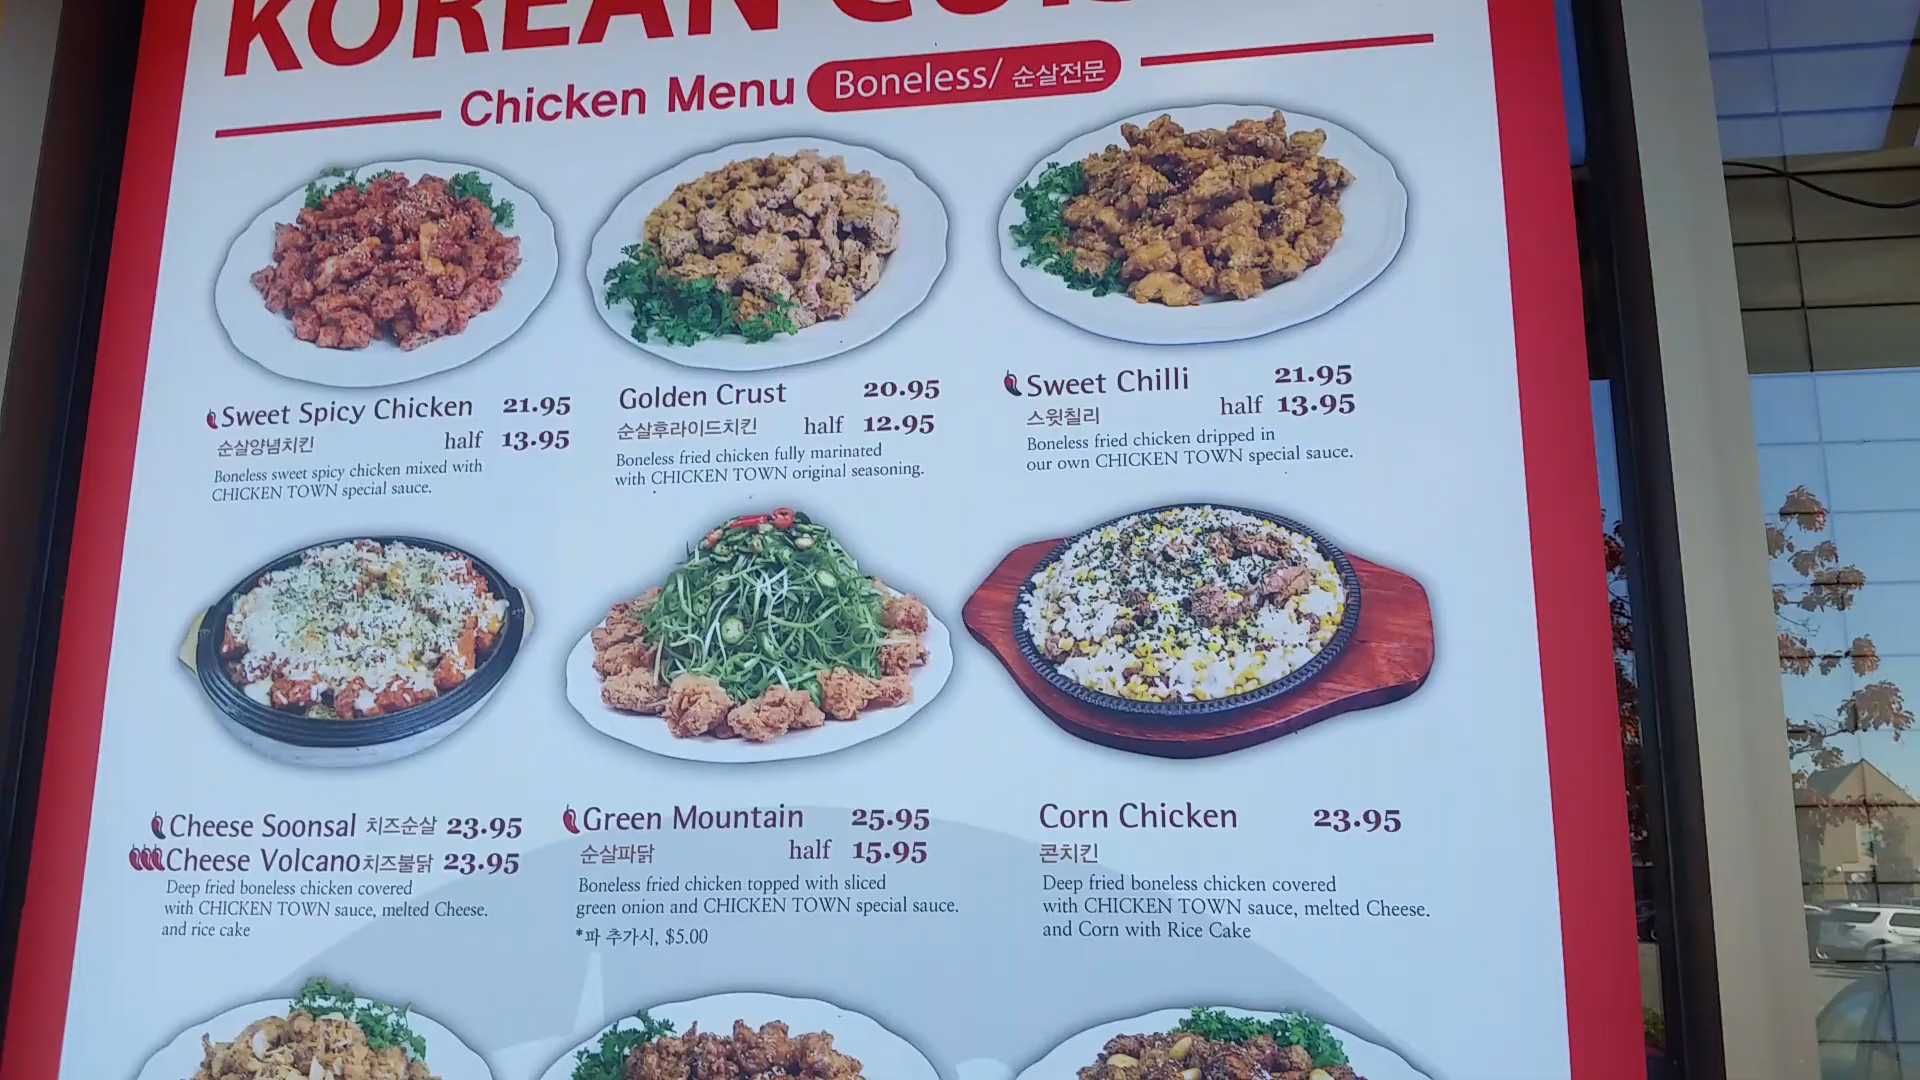 KOREAN
Chicken Menu Boneless/ 순살전문
Sweet Spicy Chicken 21.95
순살양념치킨 half 13.95
Boneless sweet spicy chicken mixed with
CHICKEN TOWN special sauce.
Golden Crust 20.95
순살후라이드치킨 half 12.95
Boneless fried chicken fully marinated
with CHICKEN TOWN original seasoning.
Sweet Chilli 21.95
스윗칠리 half 13.95
Boneless fried chicken dripped in
our own CHICKEN TOWN special sauce.
Cheese Soonsal 치즈순살 23.95
Cheese Volcano 치즈불닭 23.95
Deep fried boneless chicken covered
with CHICKEN TOWN sauce, melted Cheese.
and rice cake
Green Mountain 25.95
순살파닭 half 15.95
Boneless fried chicken topped with sliced
green onion and CHICKEN TOWN special sauce.
*파 추가시, $5.00
Corn Chicken 23.95
콘치킨
Deep fried boneless chicken covered
with CHICKEN TOWN sauce, melted Cheese.
and Corn with Rice Cake